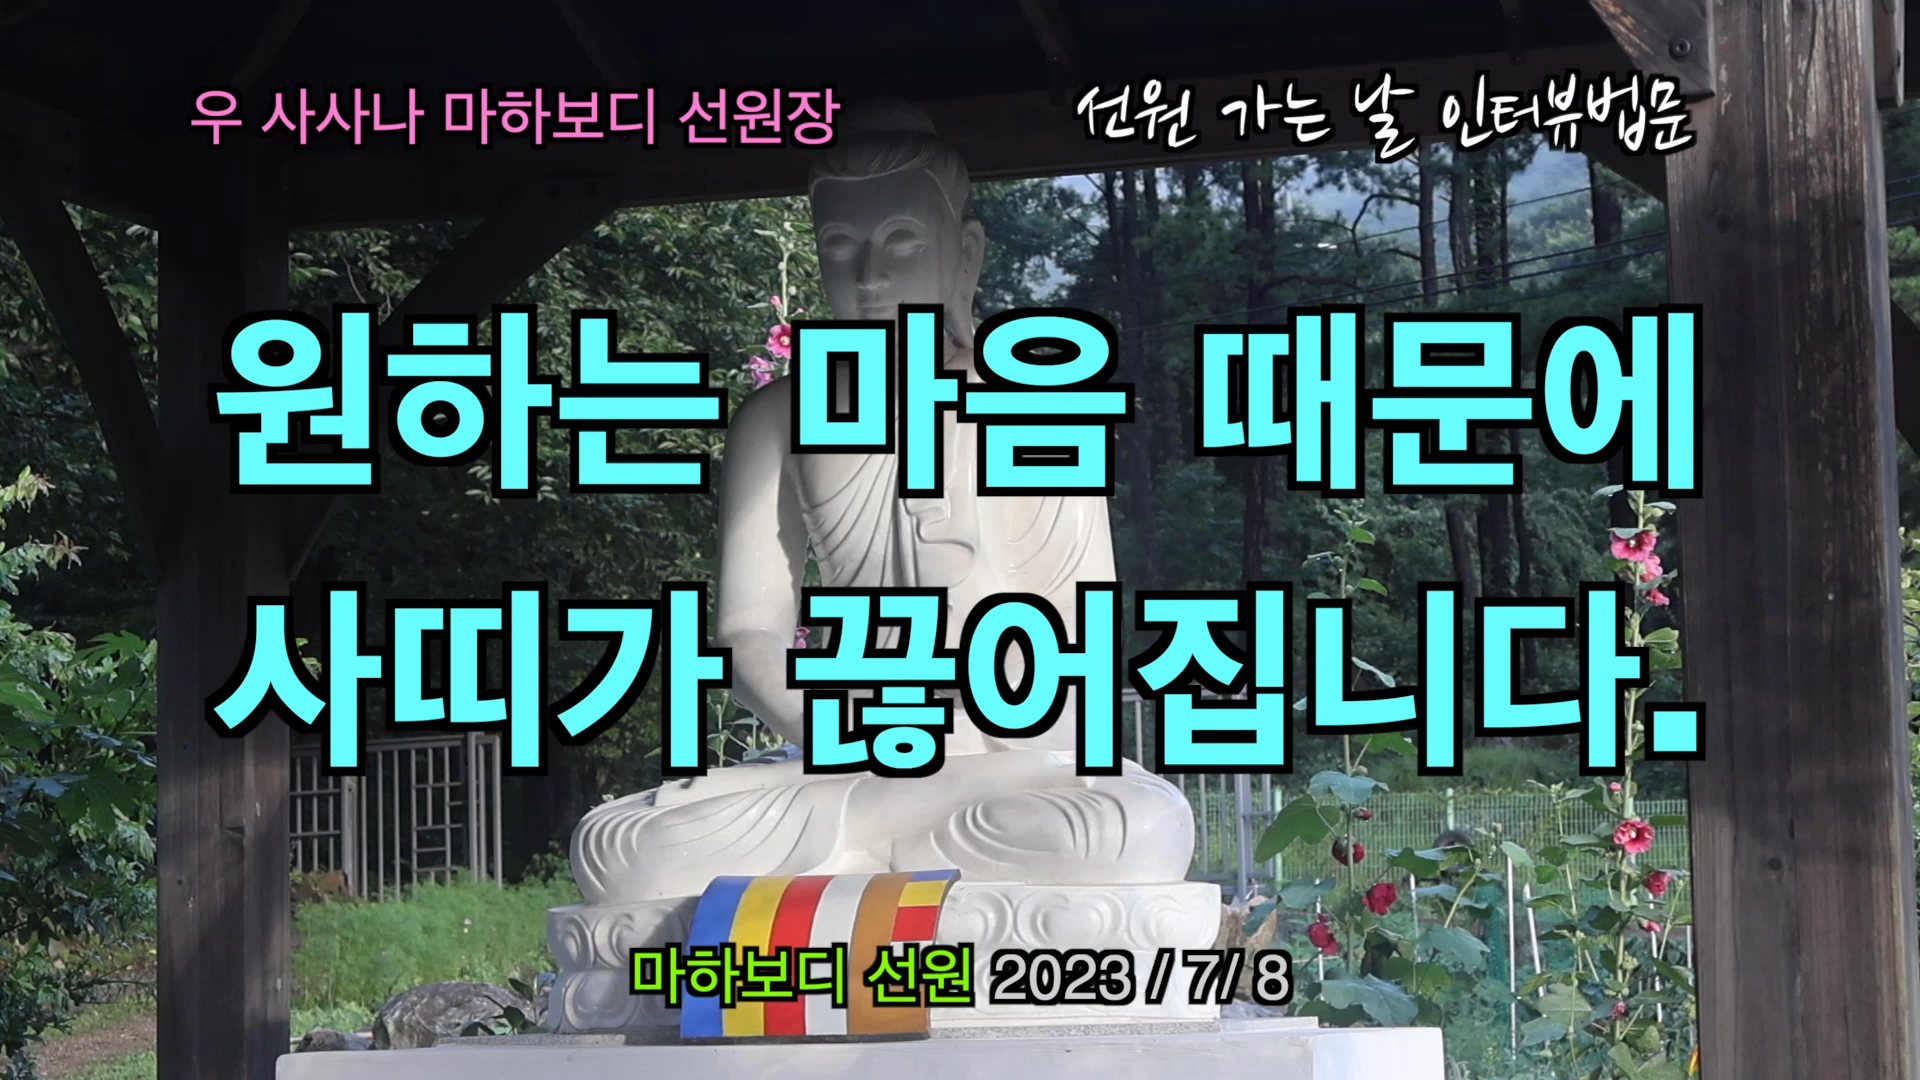 우 사사나 마하보디 선원장
선원 가는 날 인터뷰법문
원하는 마음 때문에
사띠가 끊어집니다.
마하보디 선원 2023 / 7/ 8